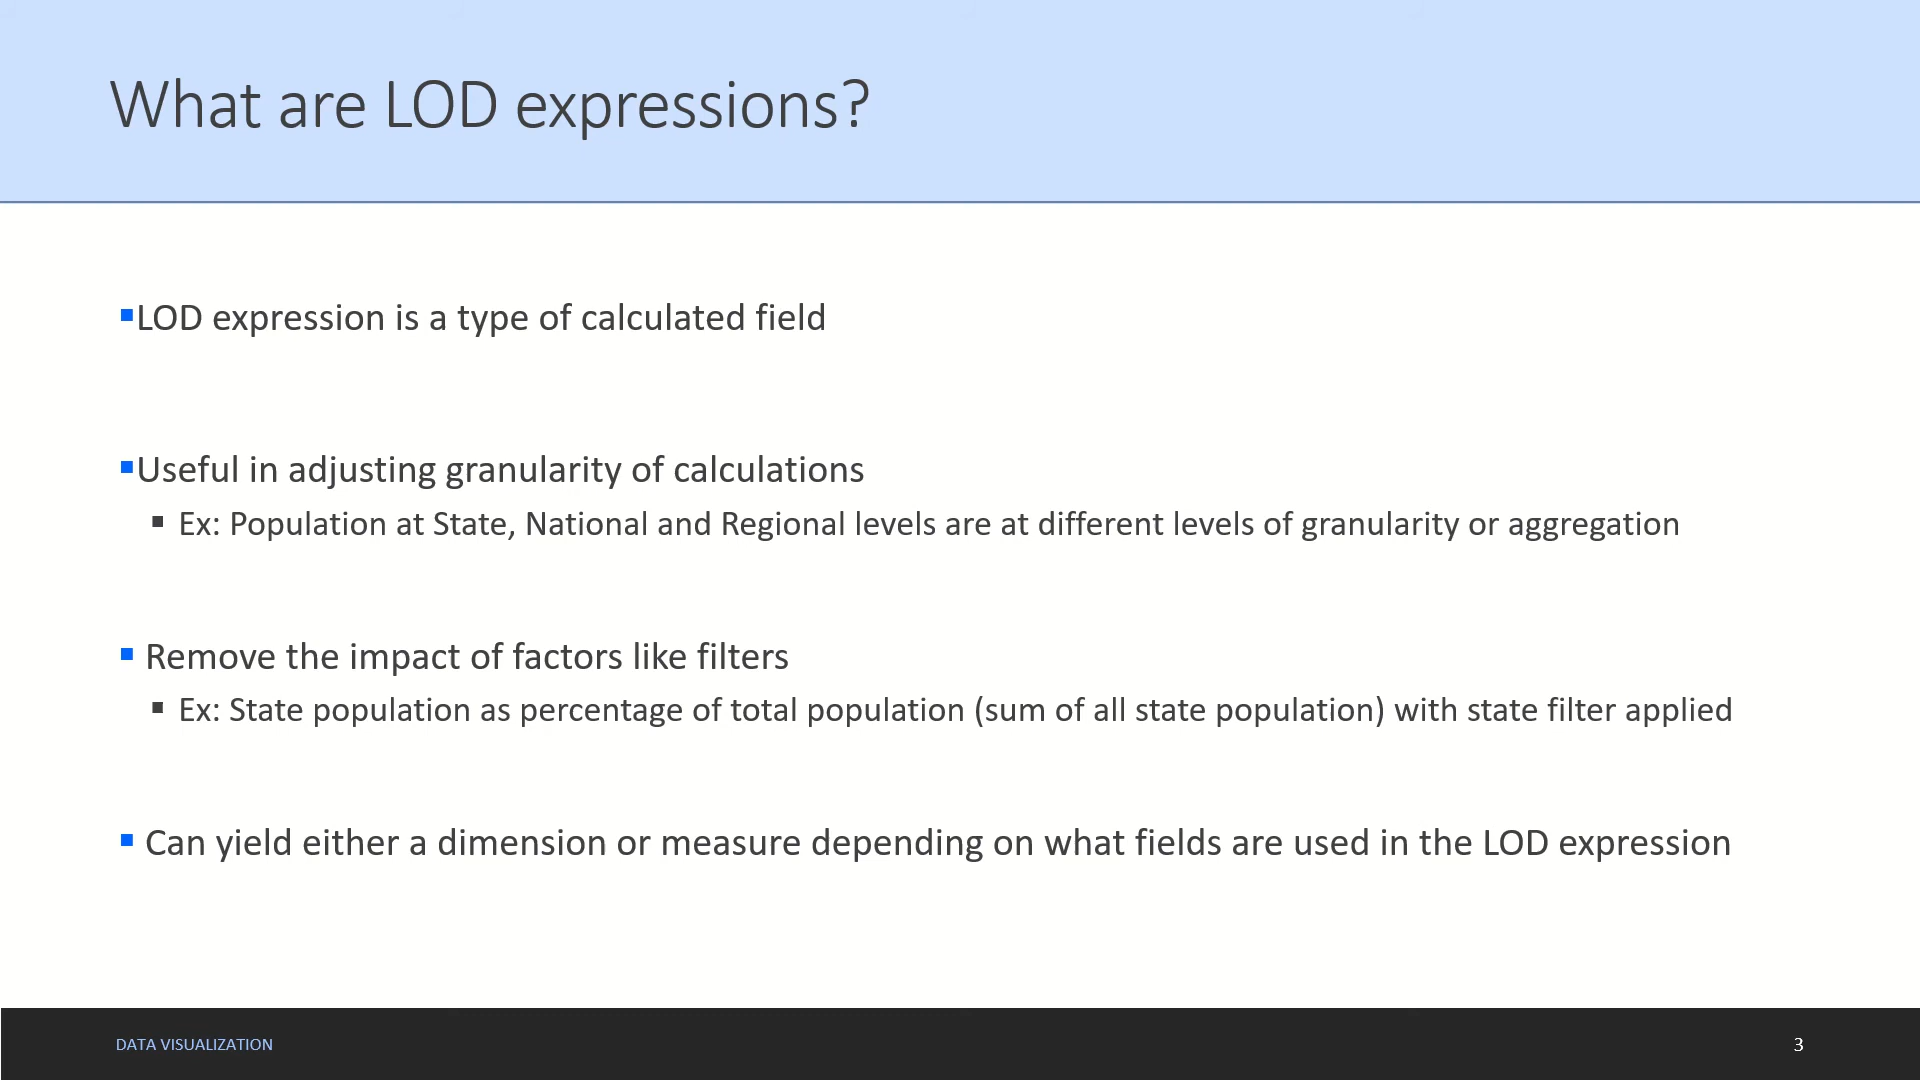 What are LOD expressions?
▪LOD expression is a type of calculated field
▪Useful in adjusting granularity of calculations
▪ Ex: Population at State, National and Regional levels are at different levels of granularity or aggregation
▪ Remove the impact of factors like filters
▪ Ex: State population as percentage of total population (sum of all state population) with state filter applied
▪ Can yield either a dimension or measure depending on what fields are used in the LOD expression
DATA VISUALIZATION
3